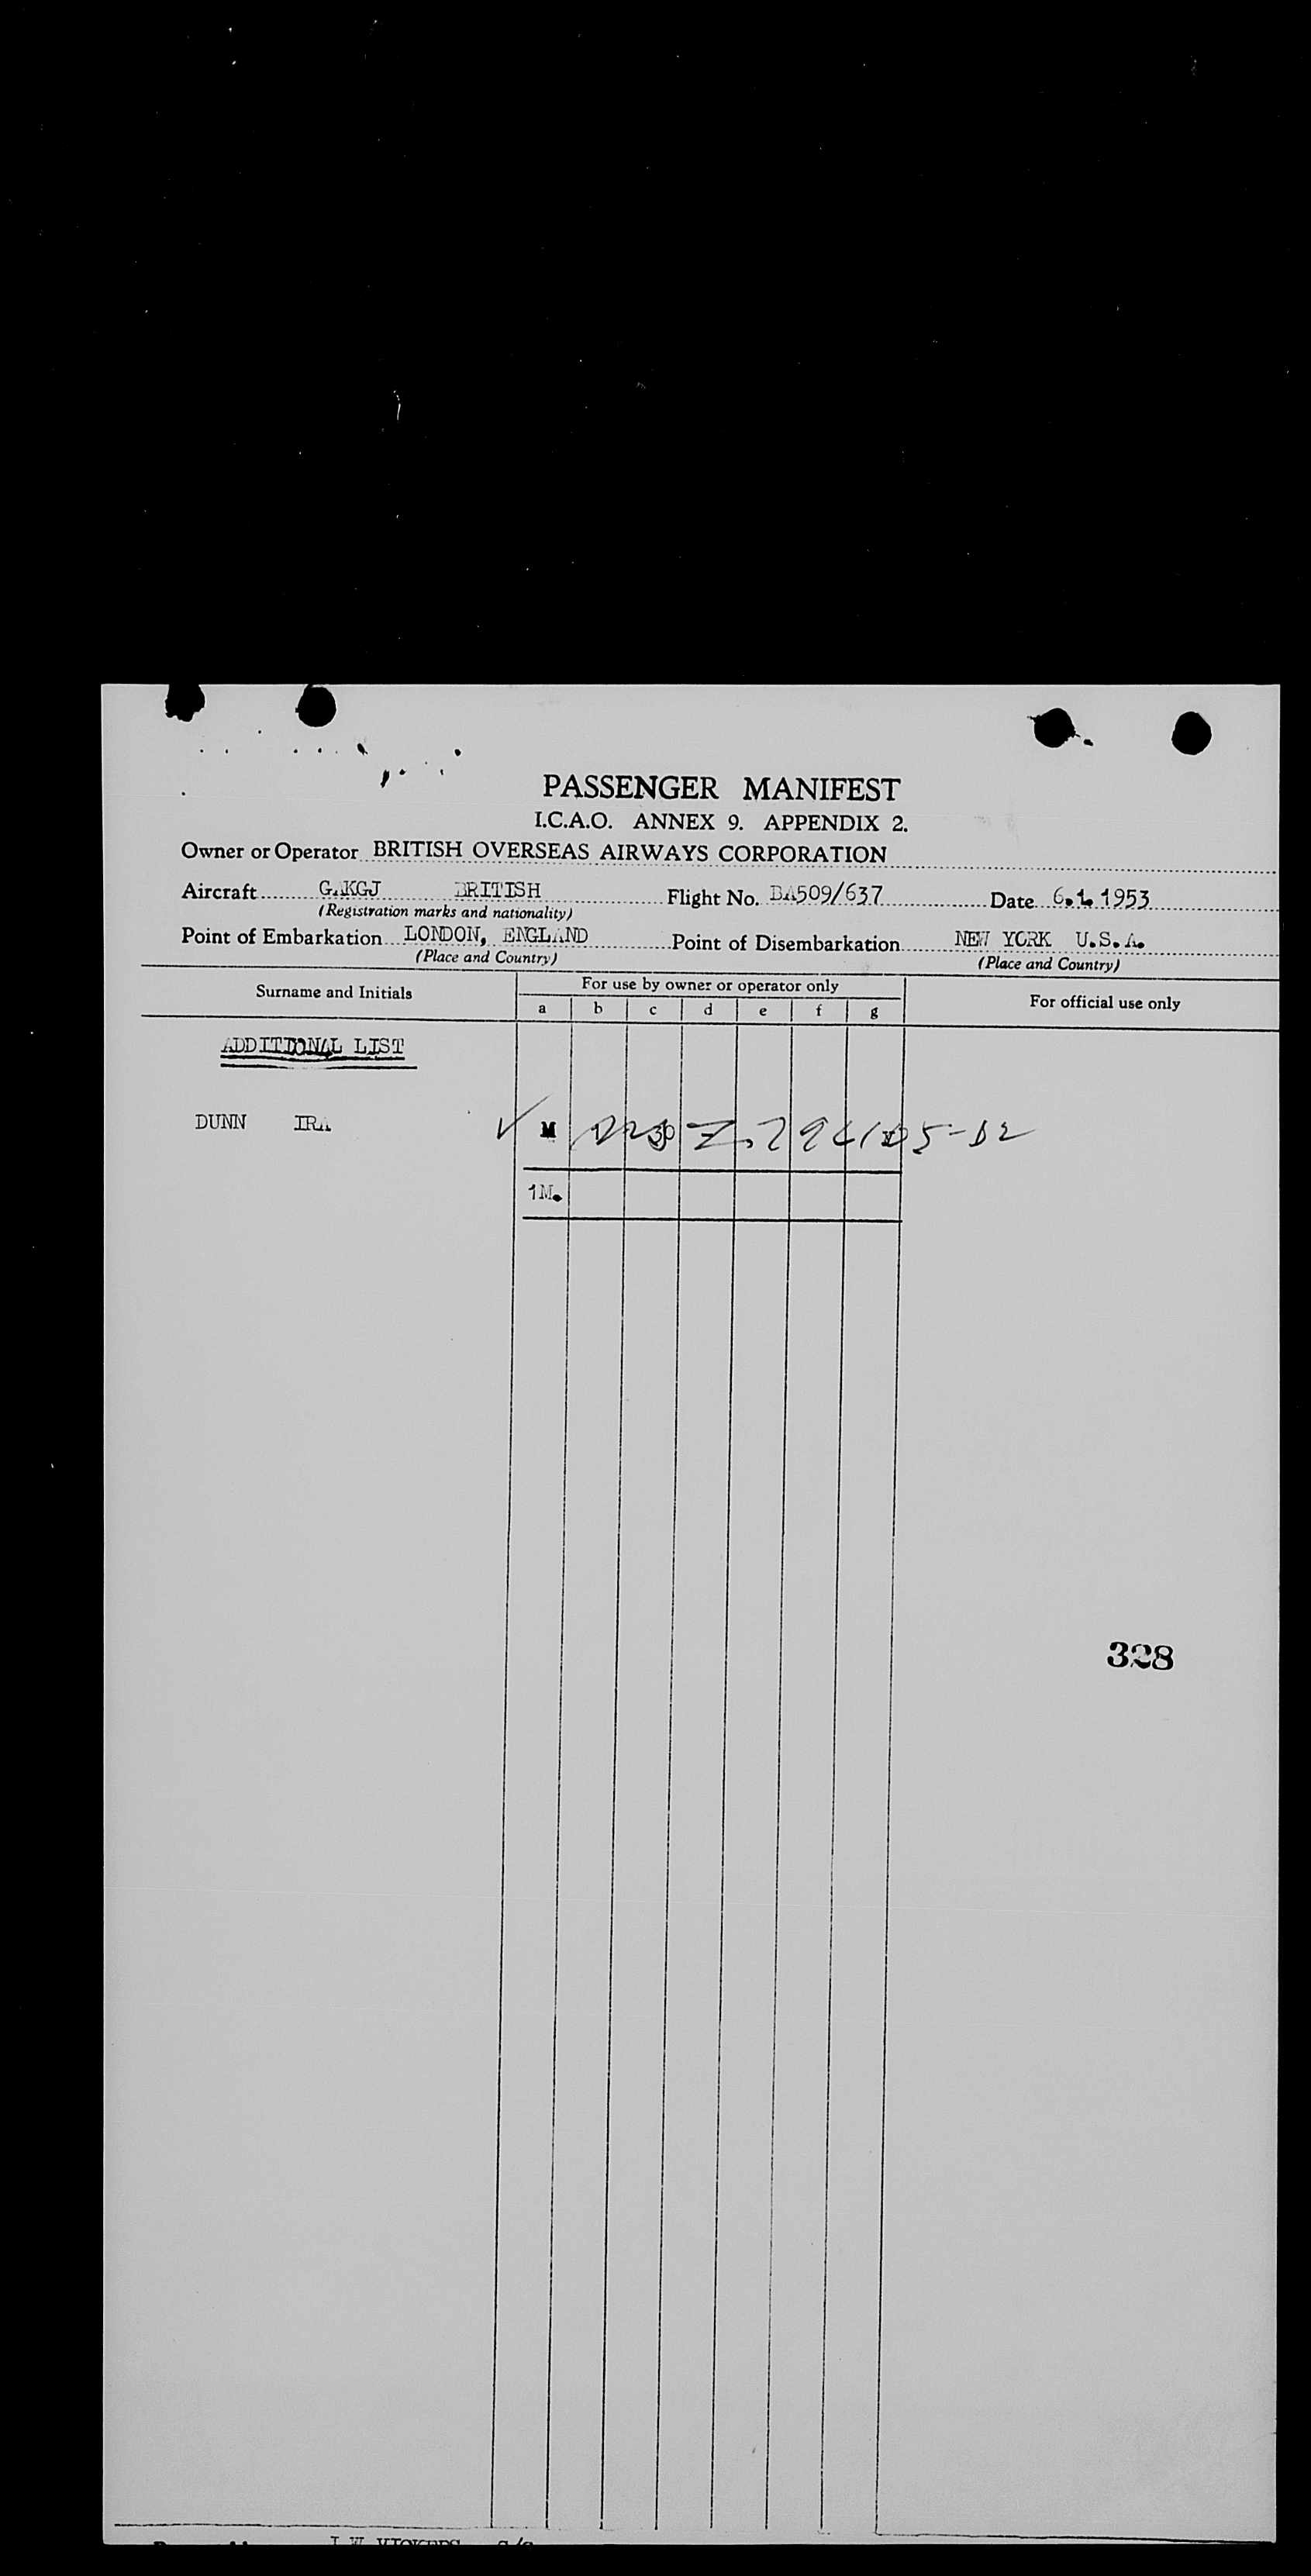 PASSENGER MANIFEST
I.C.A.O. ANNEX 9. APPENDIX 2.
Owner or Operator BRITISH OVERSEAS AIRWAYS CORPORATION
Aircraft G.KGJ BRITISH Flight No. BA509/637 Date 6.1.1953
(Registration marks and nationality)
Point of Embarkation LONDON, ENGLAND Point of Disembarkation NEW YORK U.S.A.
(Place and Country) (Place and Country)
Surname and Initials For use by owner or operator only For official use only
a b c d e f g
ADDITIONAL LIST
DUNN IRA ✓ M
1M.
328